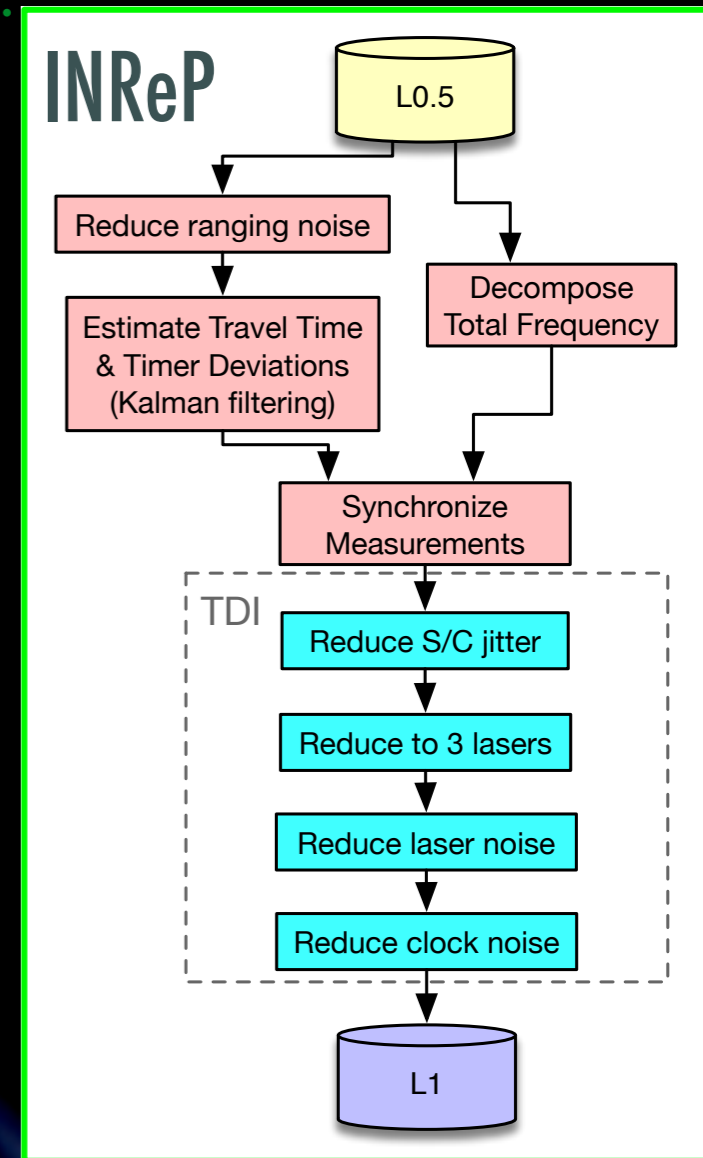 INReP
L0.5
Reduce ranging noise
Decompose
Total Frequency
Estimate Travel Time
& Timer Deviations
(Kalman filtering)
Synchronize
Measurements
TDI
Reduce S/C jitter
Reduce to 3 lasers
Reduce laser noise
Reduce clock noise
L1